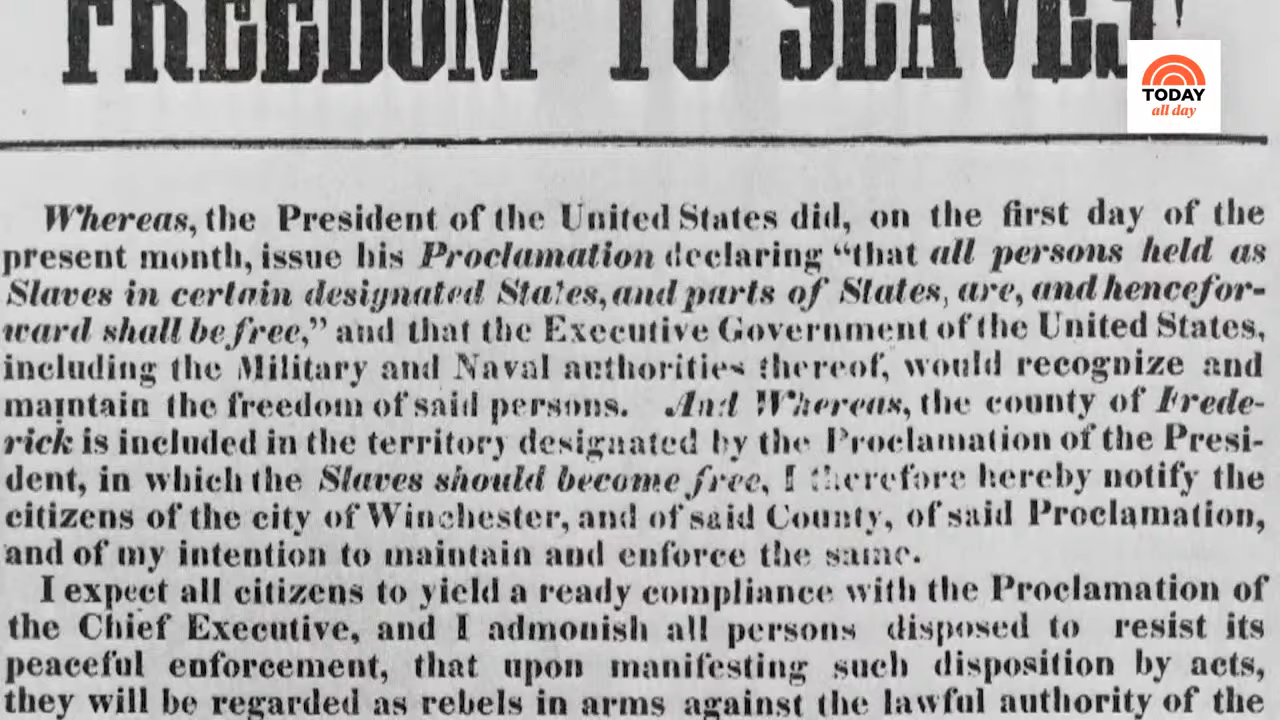 FREEDOM TO SLAVES!
TODAY
all day
Whereas, the President of the United States did, on the first day of the
present month, issue his Proclamation declaring "that all persons held as
Slaves in certain designated States, and parts of States, are, and hencefor-
ward shall be free," and that the Executive Government of the United States,
including the Military and Naval authorities thereof, would recognize and
maintain the freedom of said persons. And Whereas, the county of Frede-
rick is included in the territory designated by the Proclamation of the Presi-
dent, in which the Slaves should become free, I therefore hereby notify the
citizens of the city of Winchester, and of said County, of said Proclamation,
and of my intention to maintain and enforce the same.
I expect all citizens to yield a ready compliance with the Proclamation of
the Chief Executive, and I admonish all persons disposed to resist its
peaceful enforcement, that upon manifesting such disposition by acts,
they will be regarded as rebels in arms against the lawful authority of the